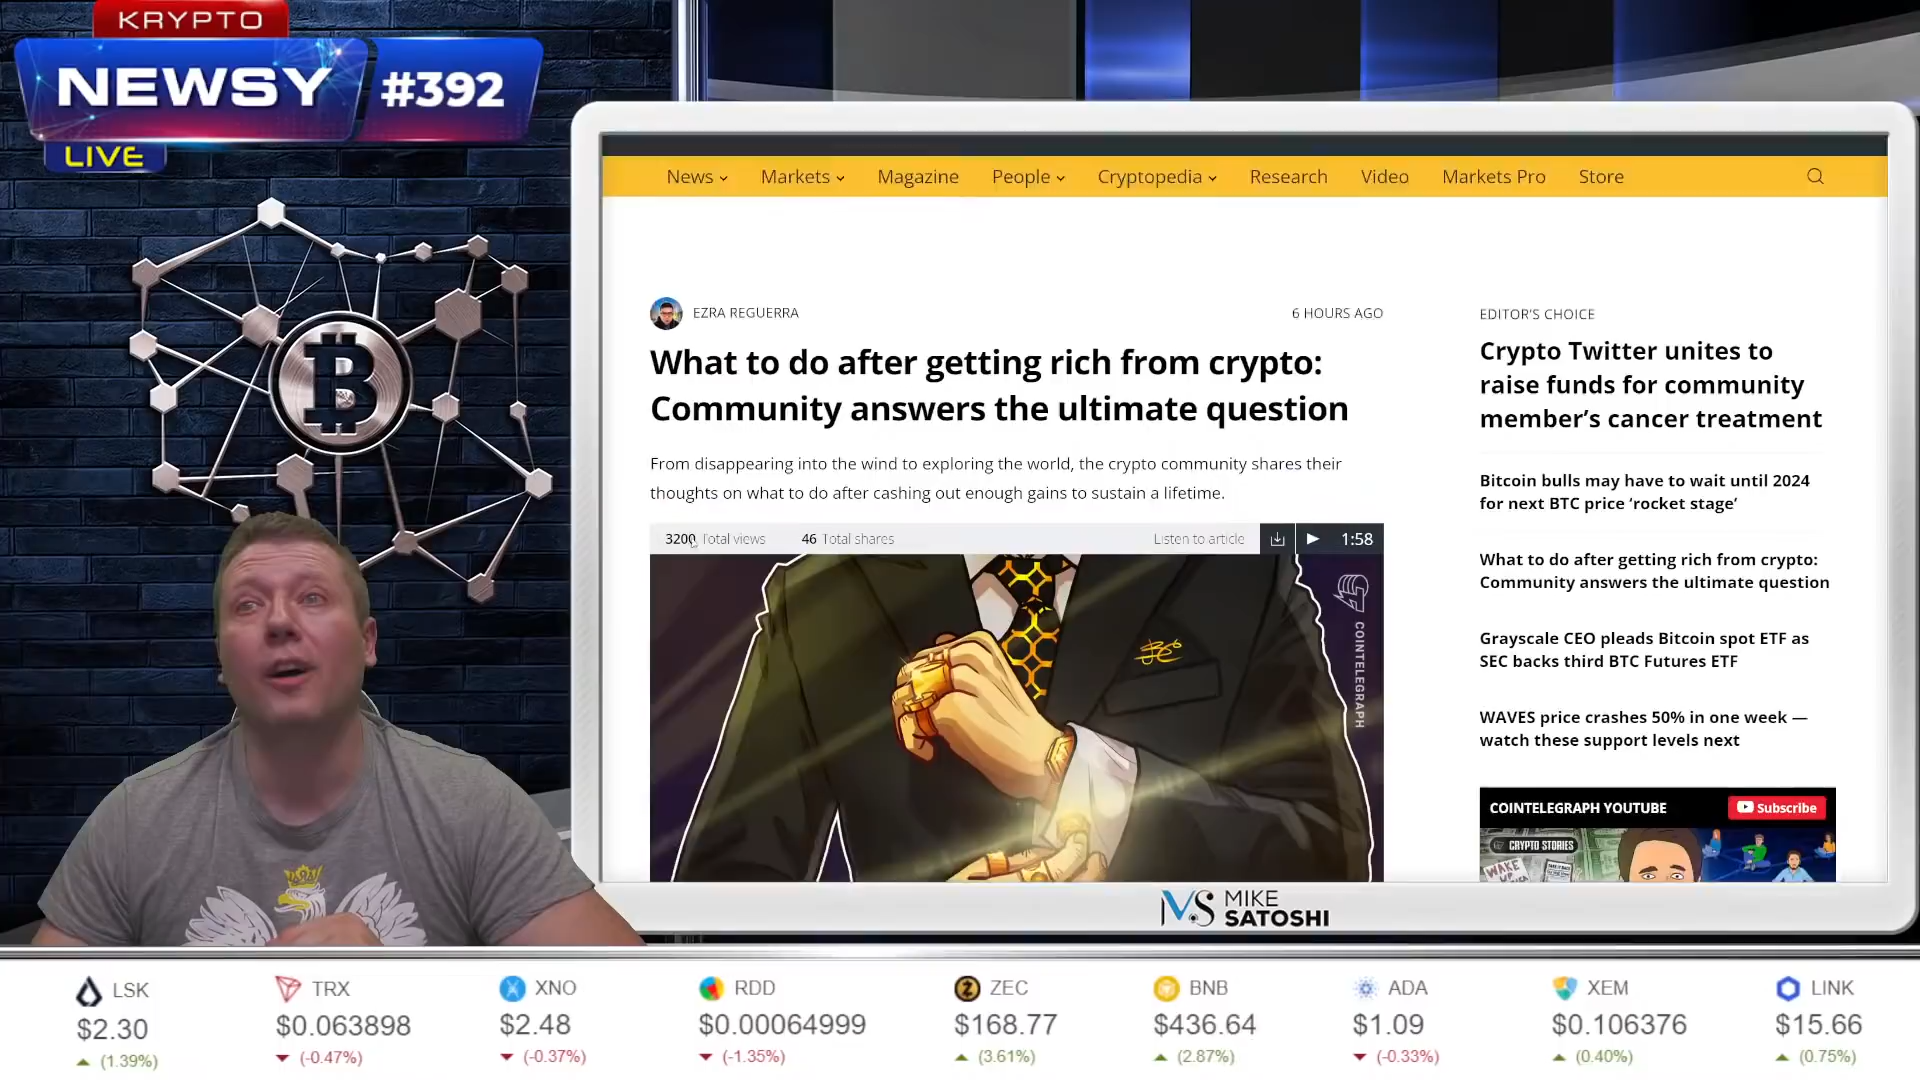 KRYPTO
NEWSY #392
LIVE
News Markets Magazine People Cryptopedia Research Video Markets Pro Store
EZRA REGUERRA 6 HOURS AGO
What to do after getting rich from crypto:
Community answers the ultimate question
From disappearing into the wind to exploring the world, the crypto community shares their
thoughts on what to do after cashing out enough gains to sustain a lifetime.
3200 Total views 46 Total shares Listen to article 1:58
COINTELEGRAPH
EDITOR'S CHOICE
Crypto Twitter unites to
raise funds for community
member's cancer treatment
Bitcoin bulls may have to wait until 2024
for next BTC price ‘rocket stage’
What to do after getting rich from crypto:
Community answers the ultimate question
Grayscale CEO pleads Bitcoin spot ETF as
SEC backs third BTC Futures ETF
WAVES price crashes 50% in one week —
watch these support levels next
COINTELEGRAPH YOUTUBE Subscribe
CRYPTO STORIES
WAKE
MS MIKE
SATOSHI
LSK TRX XNO RDD ZEC BNB ADA XEM LINK
$2.30 $0.063898 $2.48 $0.00064999 $168.77 $436.64 $1.09 $0.106376 $15.66
(1.39%) (-0.47%) (-0.37%) (-1.35%) (3.61%) (2.87%) (-0.33%) (0.40%) (0.75%)